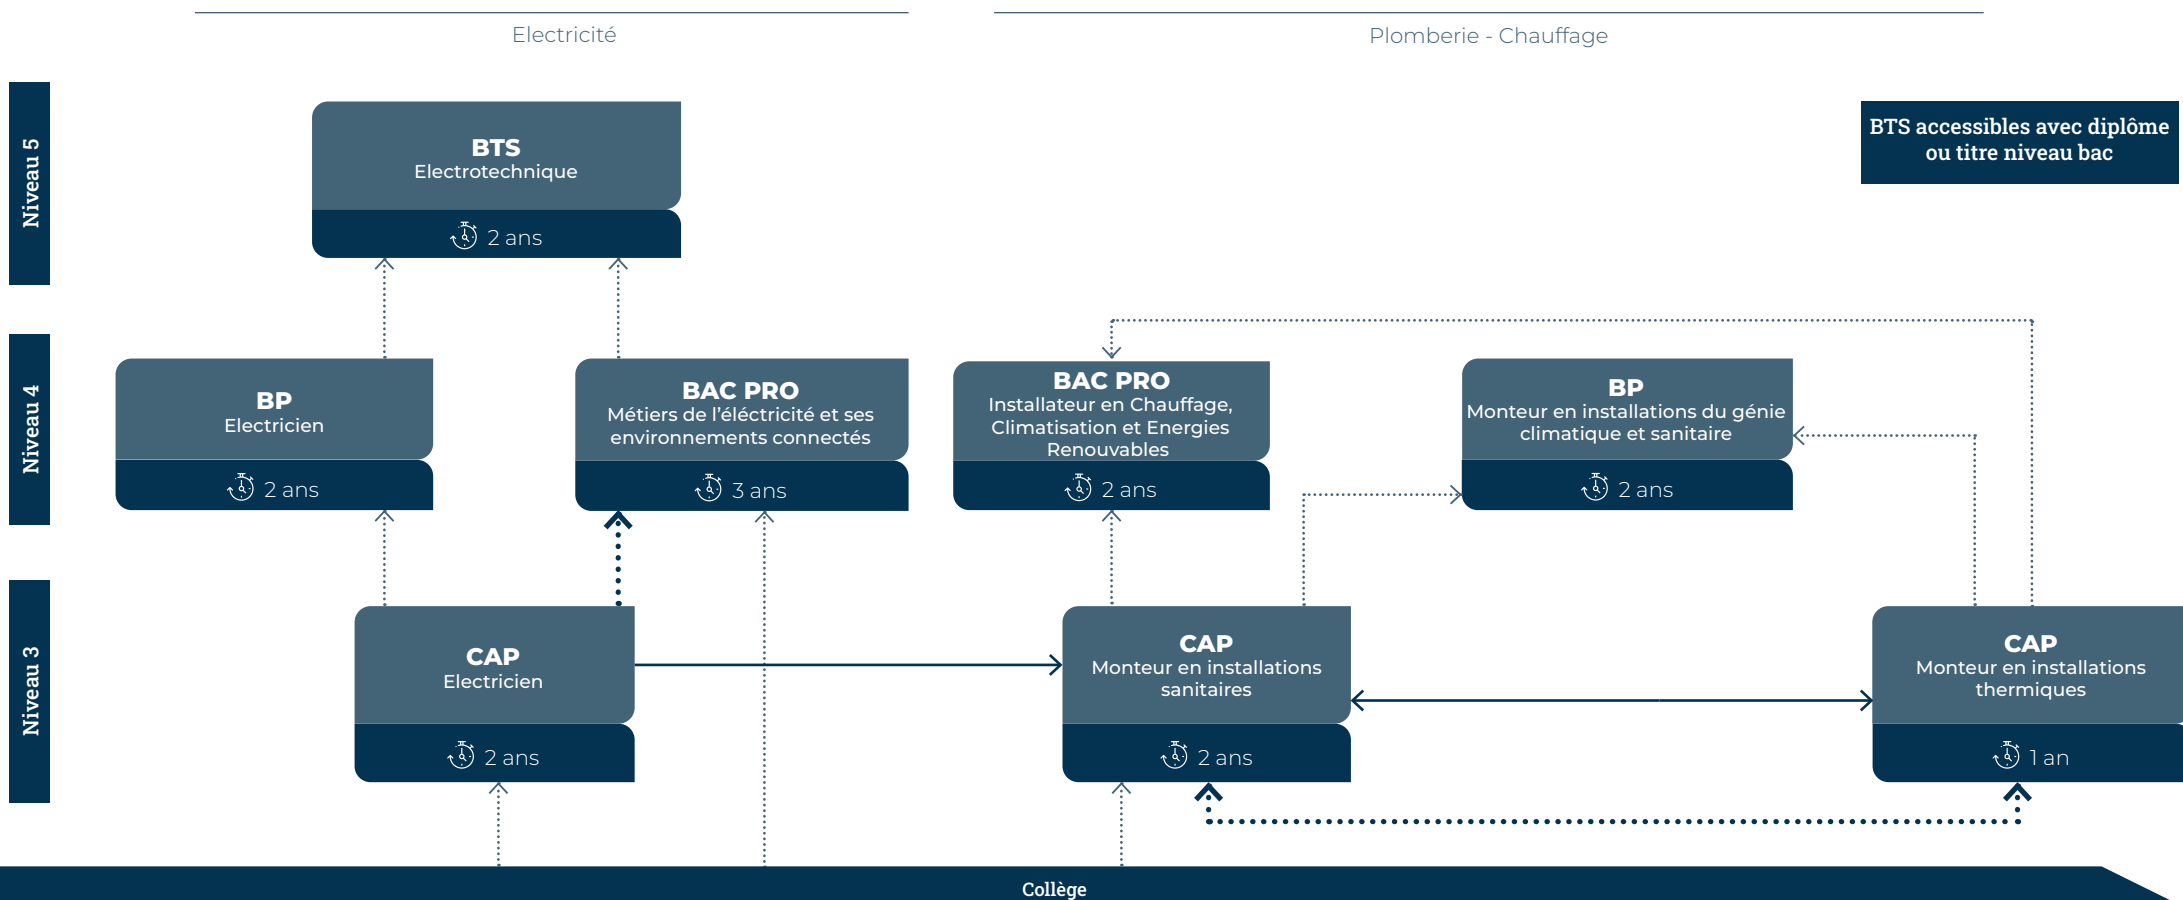 Electricité
Plomberie - Chauffage
Niveau 5
BTS
Electrotechnique
2 ans
BTS accessibles avec diplôme
ou titre niveau bac
Niveau 4
BP
Electricien
2 ans
BAC PRO
Métiers de l'éléctricité et ses
environnements connectés
3 ans
BAC PRO
Installateur en Chauffage,
Climatisation et Energies
Renouvables
2 ans
BP
Monteur en installations du génie
climatique et sanitaire
2 ans
Niveau 3
CAP
Electricien
2 ans
CAP
Monteur en installations
sanitaires
2 ans
CAP
Monteur en installations
thermiques
1 an
Collège